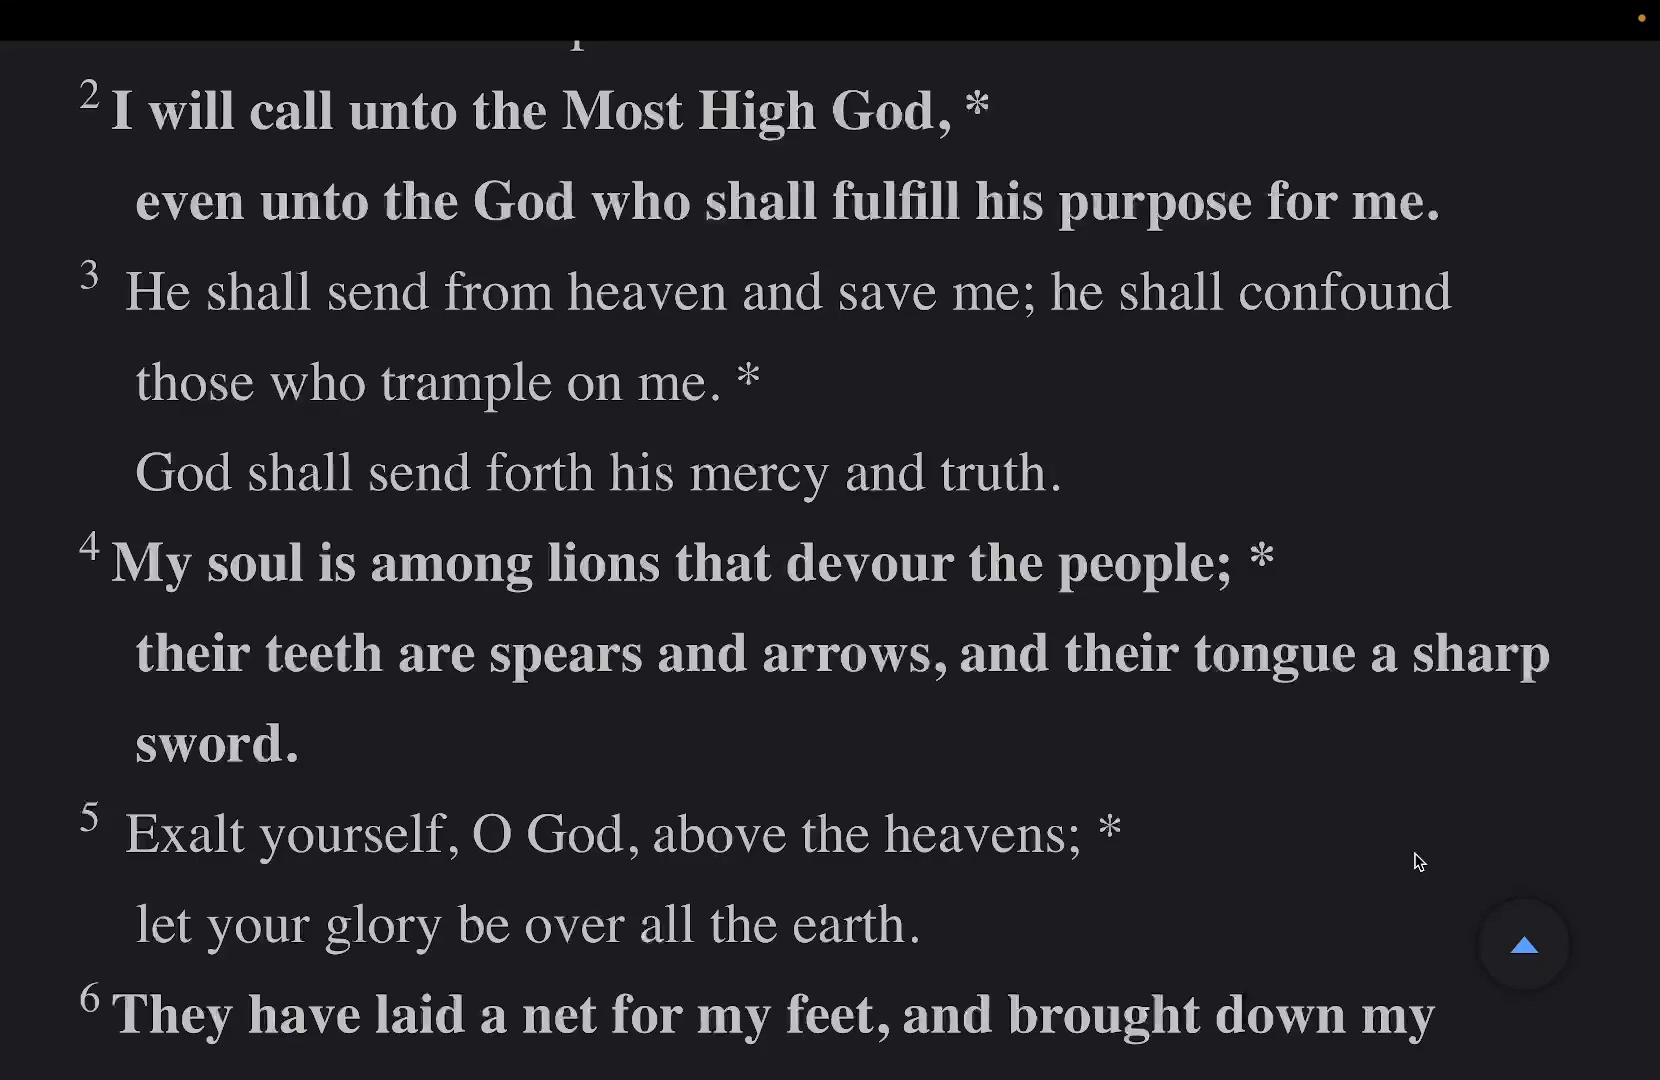 2 I will call unto the Most High God, *
even unto the God who shall fulfill his purpose for me.
3 He shall send from heaven and save me; he shall confound
those who trample on me. *
God shall send forth his mercy and truth.
4 My soul is among lions that devour the people; *
their teeth are spears and arrows, and their tongue a sharp
sword.
5 Exalt yourself, O God, above the heavens; *
let your glory be over all the earth.
6 They have laid a net for my feet, and brought down my